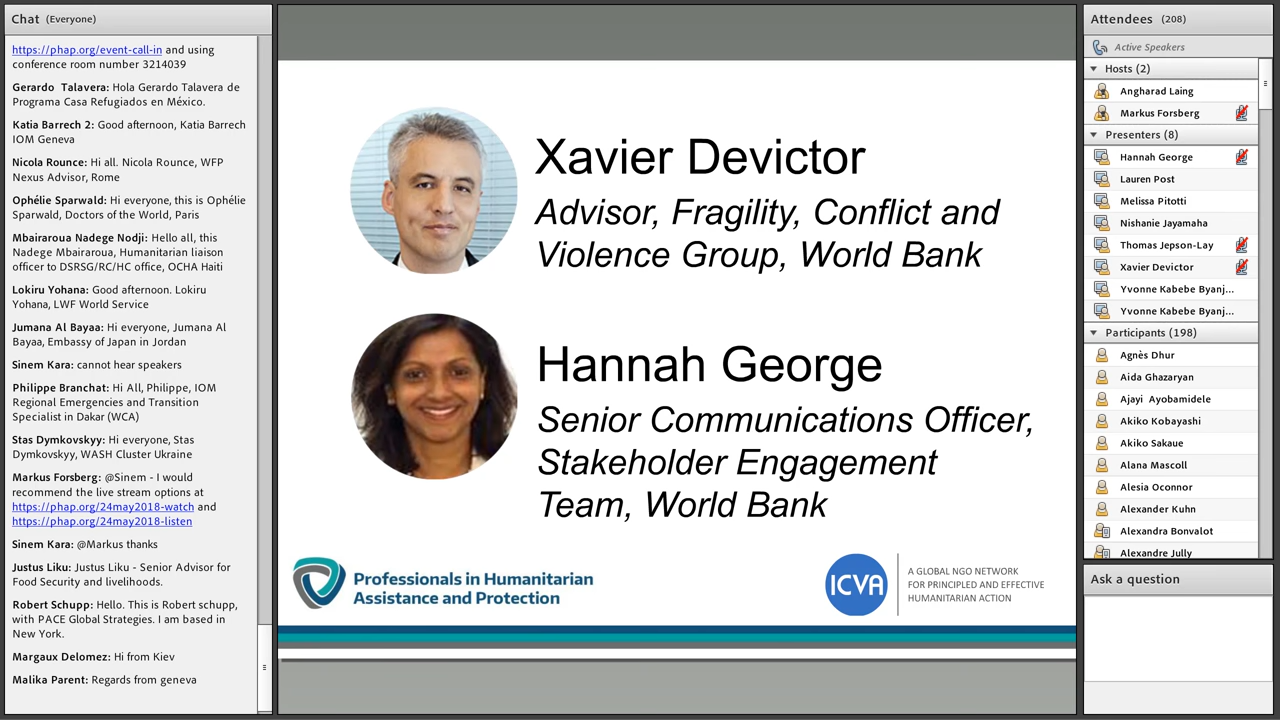 Chat (Everyone)
https://phap.org/event-call-in and using
conference room number 3214039
Gerardo Talavera: Hola Gerardo Talavera de
Programa Casa Refugiados en México.
Katia Barrech 2: Good afternoon, Katia Barrech
IOM Geneva
Nicola Rounce: Hi all. Nicola Rounce, WFP
Nexus Advisor, Rome
Ophélie Sparwald: Hi everyone, this is Ophélie
Sparwald, Doctors of the World, Paris
Mbairaroua Nadege Nodji: Hello all, this
Nadege Mbairaroua, Humanitarian liaison
officer to DSRSG/RC/HC office, OCHA Haiti
Lokiru Yohana: Good afternoon. Lokiru
Yohana, LWF World Service
Jumana Al Bayaa: Hi everyone, Jumana Al
Bayaa, Embassy of Japan in Jordan
Sinem Kara: cannot hear speakers
Philippe Branchat: Hi All, Philippe, IOM
Regional Emergencies and Transition
Specialist in Dakar (WCA)
Stas Dymkovskyy: Hi everyone, Stas
Dymkovskyy, WASH Cluster Ukraine
Markus Forsberg: @Sinem - I would
recommend the live stream options at
https://phap.org/24may2018-watch and
https://phap.org/24may2018-listen
Sinem Kara: @Markus thanks
Justus Liku: Justus Liku - Senior Advisor for
Food Security and livelihoods.
Robert Schupp: Hello. This is Robert schupp,
with PACE Global Strategies. I am based in
New York.
Margaux Delomez: Hi from Kiev
Malika Parent: Regards from geneva
Xavier Devictor
Advisor, Fragility, Conflict and
Violence Group, World Bank
Hannah George
Senior Communications Officer,
Stakeholder Engagement
Team, World Bank
Professionals in Humanitarian
Assistance and Protection
ICVA
A GLOBAL NGO NETWORK
FOR PRINCIPLED AND EFFECTIVE
HUMANITARIAN ACTION
Attendees (208)
Active Speakers
Hosts (2)
Angharad Laing
Markus Forsberg
Presenters (8)
Hannah George
Lauren Post
Melissa Pitotti
Nishanie Jayamaha
Thomas Jepson-Lay
Xavier Devictor
Yvonne Kabebe Byanj...
Yvonne Kabebe Byanj...
Participants (198)
Agnès Dhur
Aida Ghazaryan
Ajayi Ayobamidele
Akiko Kobayashi
Akiko Sakaue
Alana Mascoll
Alesia Oconnor
Alexander Kuhn
Alexandra Bonvalot
Alexandre Jully
Ask a question